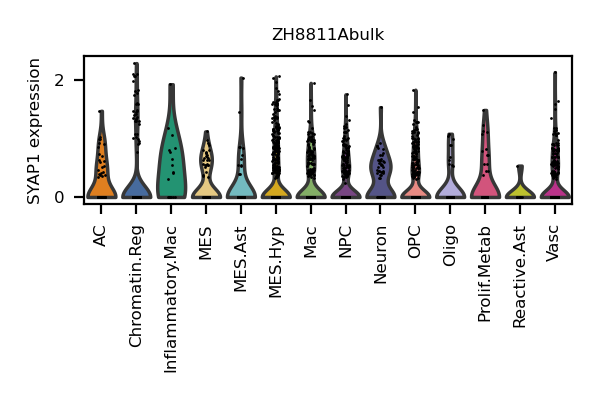 ZH8811Abulk
SYAP1 expression
2
0
AC
Chromatin.Reg
Inflammatory.Mac
MES
MES.Ast
MES.Hyp
Mac
NPC
Neuron
OPC
Oligo
Prolif.Metab
Reactive.Ast
Vasc